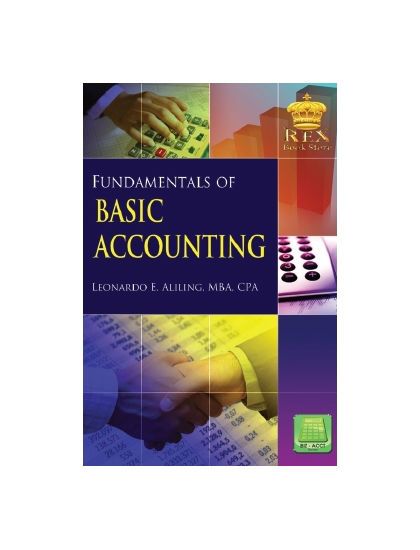 REX
Book Store
FUNDAMENTALS OF
BASIC
ACCOUNTING
LEONARDO E. ALILING, MBA, CPA
BIZ - ACCT